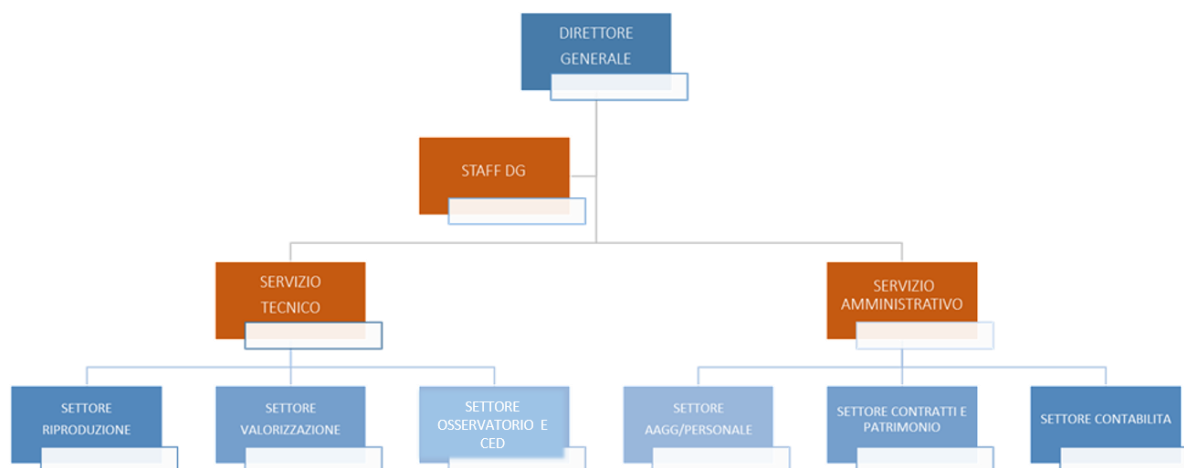 DIRETTORE
GENERALE
STAFF DG
SERVIZIO
TECNICO
SERVIZIO
AMMINISTRATIVO
SETTORE
RIPRODUZIONE
SETTORE
VALORIZZAZIONE
SETTORE
OSSERVATORIO E
CED
SETTORE
AAGG/PERSONALE
SETTORE CONTRATTI E
PATRIMONIO
SETTORE CONTABILITA